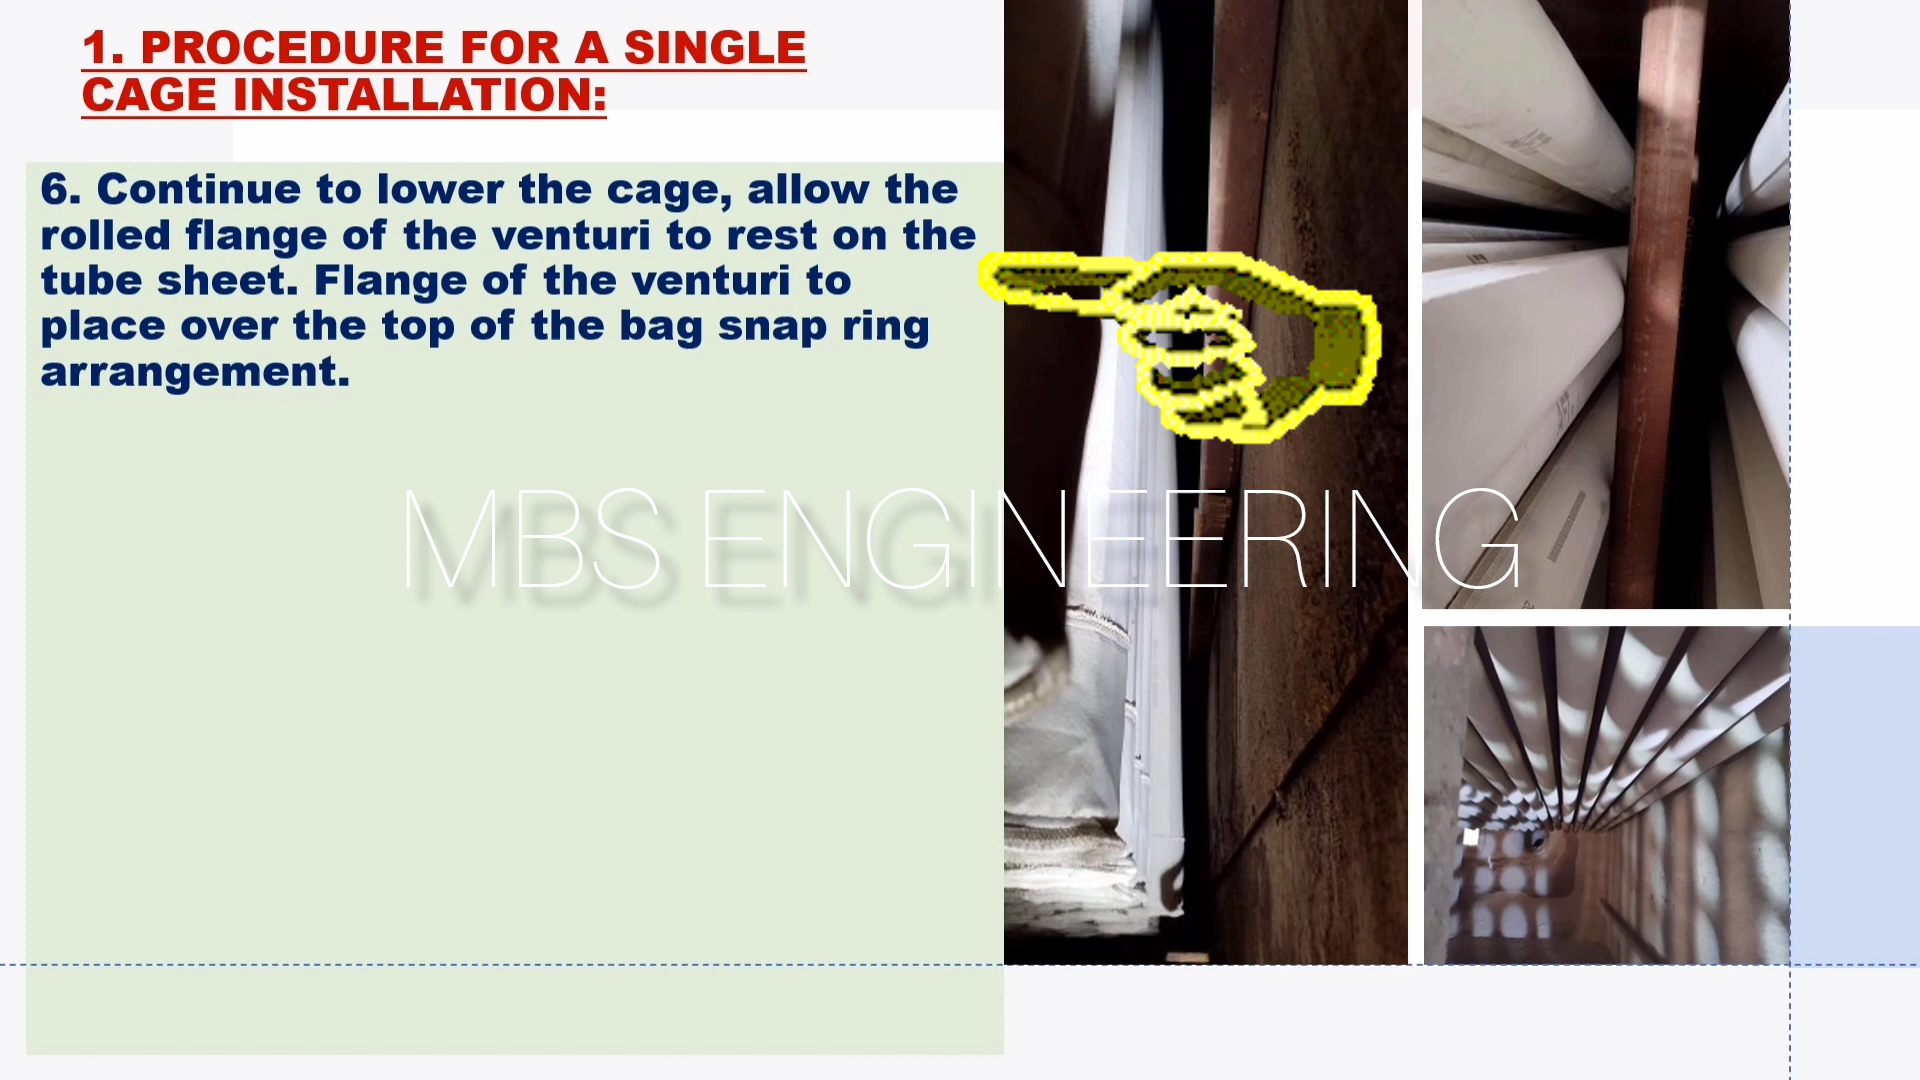 1. PROCEDURE FOR A SINGLE
CAGE INSTALLATION:
6. Continue to lower the cage, allow the
rolled flange of the venturi to rest on the
tube sheet. Flange of the venturi to
place over the top of the bag snap ring
arrangement.
MBS ENGINEERING